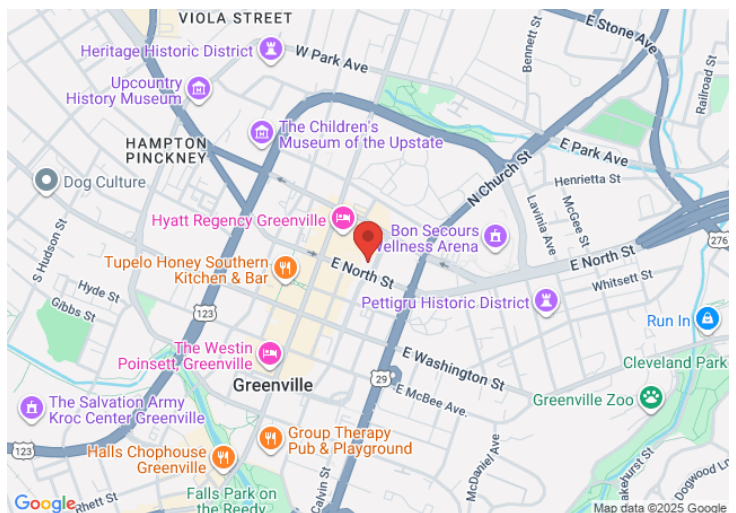 VIOLA STREET
Heritage Historic District
W Park Ave
Bennett St
E Stone Ave
Railroad St
Upcountry
History Museum
The Children's
Museum of the Upstate
E Park Ave
HAMPTON
PINCKNEY
N Church St
Henrietta St
Dog Culture
McGee St
Lavinia Ave
Hyatt Regency Greenville
Bon Secours
Wellness Arena
S Hudson St
E North St
276
Tupelo Honey Southern
Kitchen & Bar
E North St
Whitsett St
Hyde St
Pettigru Historic District
Gibbs St
123
Run In
The Westin
Poinsett, Greenville
E Washington St
Cleveland Park
Greenville
29
E McBee Ave.
Greenville Zoo
The Salvation Army
Kroc Center Greenville
Group Therapy
Pub & Playground
123
Halls Chophouse
Greenville
McDaniel Ave
Calvin St
Dogwood Ln
Falls Park on
the Reedy
Rhett St
Google
Map data ©2025 Google